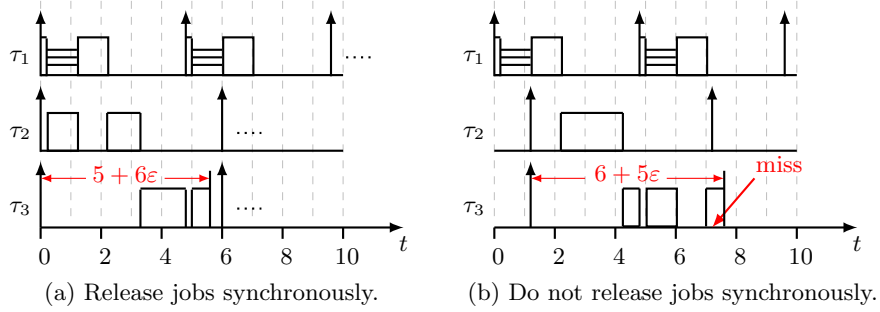 τ1 ....
τ2 ....
5 + 6ε
τ3 ....
0 2 4 6 8 10 t
(a) Release jobs synchronously.
τ1
τ2
6 + 5ε miss
τ3
0 2 4 6 8 10 t
(b) Do not release jobs synchronously.